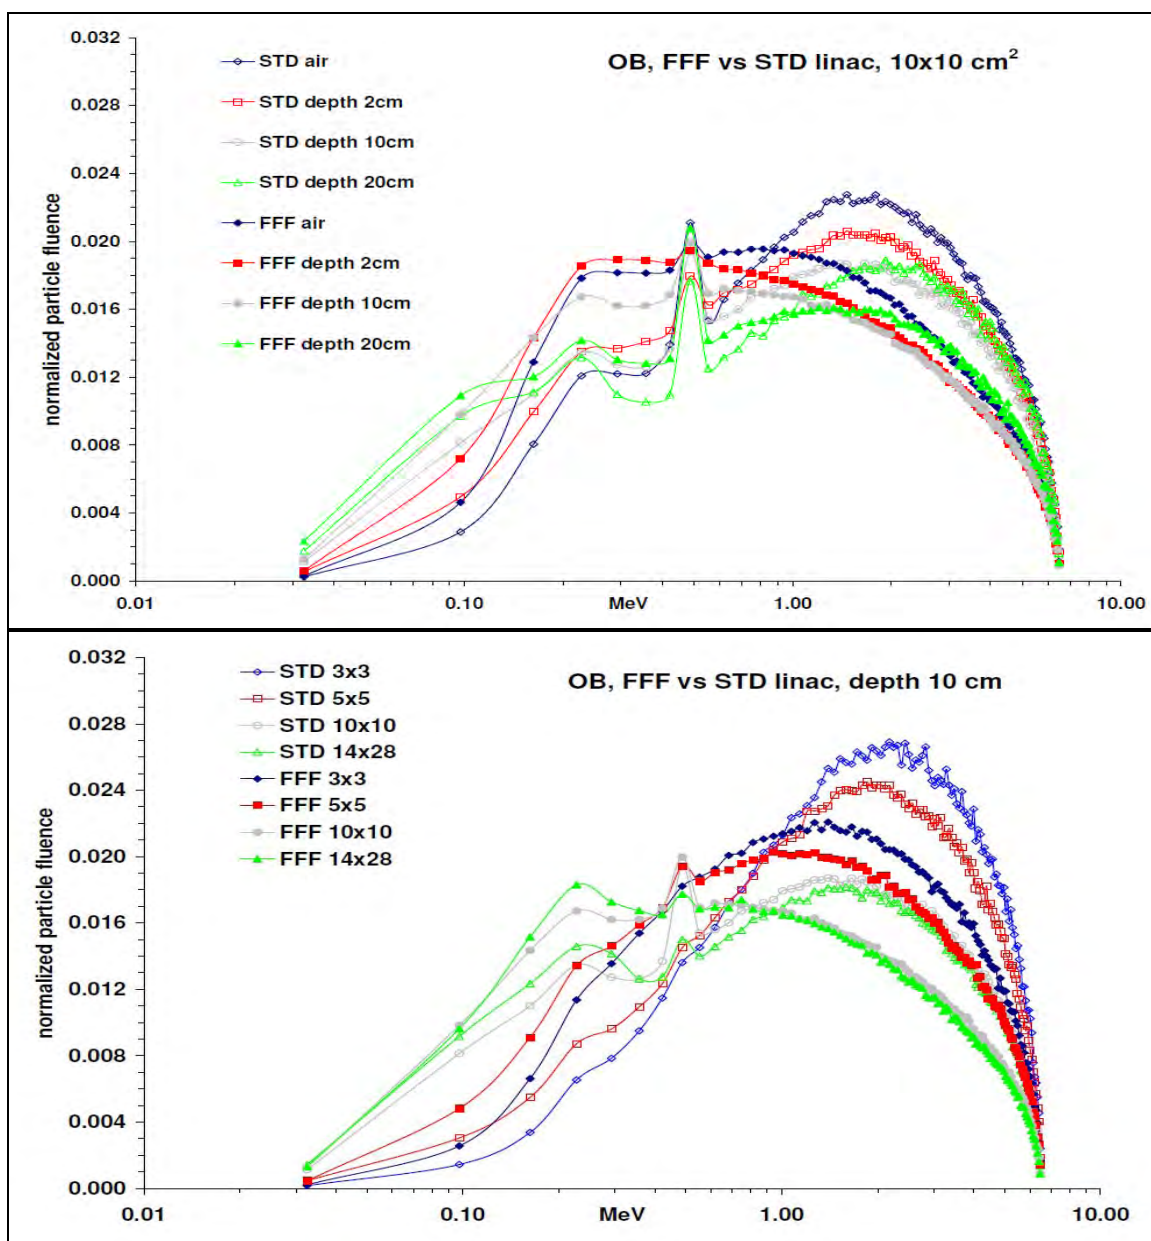 OB, FFF vs STD linac, 10x10 cm²
normalized particle fluence
0.032
0.028
0.024
0.020
0.016
0.012
0.008
0.004
0.000
STD air
STD depth 2cm
STD depth 10cm
STD depth 20cm
FFF air
FFF depth 2cm
FFF depth 10cm
FFF depth 20cm
0.01
0.10
MeV
1.00
10.00
OB, FFF vs STD linac, depth 10 cm
normalized particle fluence
0.032
0.028
0.024
0.020
0.016
0.012
0.008
0.004
0.000
STD 3x3
STD 5x5
STD 10x10
STD 14x28
FFF 3x3
FFF 5x5
FFF 10x10
FFF 14x28
0.01
0.10
MeV
1.00
10.00